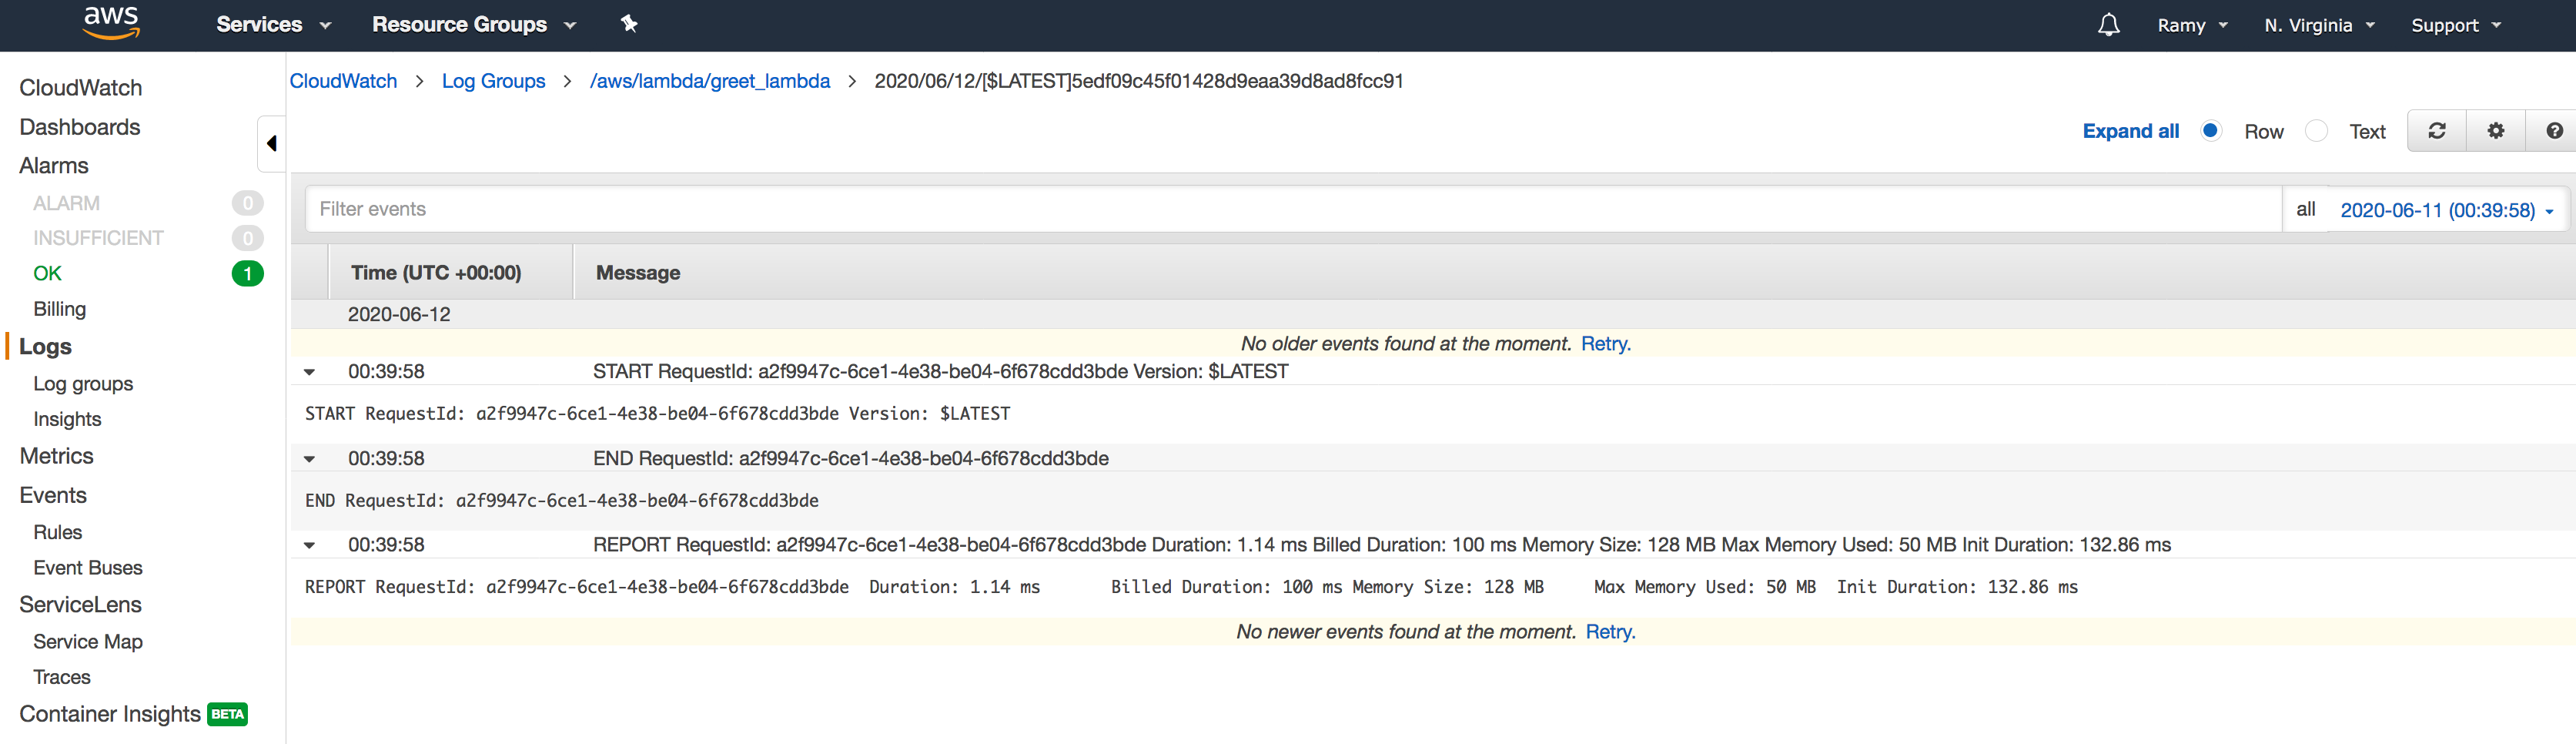 aws Services Resource Groups Ramy N. Virginia Support
CloudWatch
Dashboards
Alarms
ALARM 0
INSUFFICIENT 0
OK 1
Billing
Logs
Log groups
Insights
Metrics
Events
Rules
Event Buses
ServiceLens
Service Map
Traces
Container Insights BETA
CloudWatch > Log Groups > /aws/lambda/greet_lambda > 2020/06/12/[$LATEST]5edf09c45f01428d9eaa39d8ad8fcc91
Expand all Row Text ?
Filter events all 2020-06-11 (00:39:58)
Time (UTC +00:00) Message
2020-06-12
No older events found at the moment. Retry.
00:39:58 START RequestId: a2f9947c-6ce1-4e38-be04-6f678cdd3bde Version: $LATEST
START RequestId: a2f9947c-6ce1-4e38-be04-6f678cdd3bde Version: $LATEST
00:39:58 END RequestId: a2f9947c-6ce1-4e38-be04-6f678cdd3bde
END RequestId: a2f9947c-6ce1-4e38-be04-6f678cdd3bde
00:39:58 REPORT RequestId: a2f9947c-6ce1-4e38-be04-6f678cdd3bde Duration: 1.14 ms Billed Duration: 100 ms Memory Size: 128 MB Max Memory Used: 50 MB Init Duration: 132.86 ms
REPORT RequestId: a2f9947c-6ce1-4e38-be04-6f678cdd3bde Duration: 1.14 ms Billed Duration: 100 ms Memory Size: 128 MB Max Memory Used: 50 MB Init Duration: 132.86 ms
No newer events found at the moment. Retry.